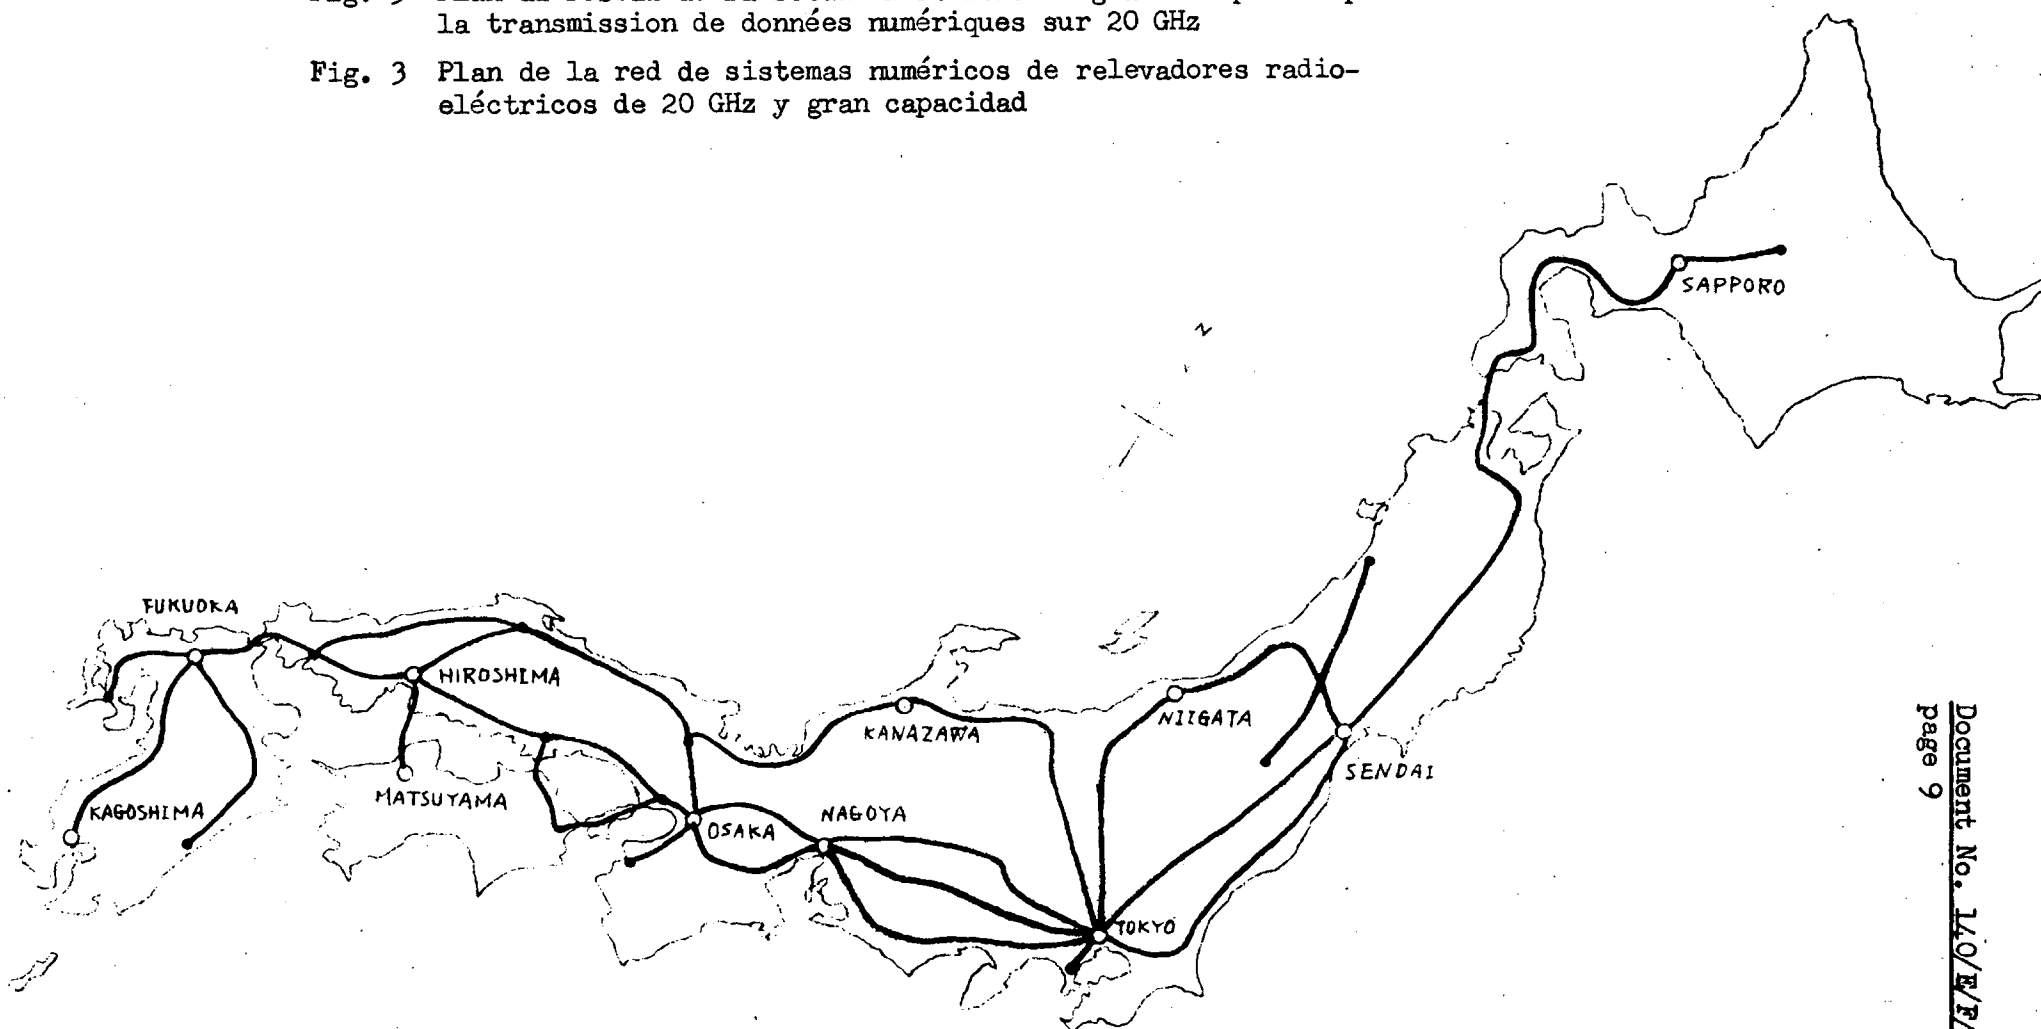 la transmission de données numériques sur 20 GHz
Fig. 3 Plan de la red de sistemas numéricos de relevadores radio-
eléctricos de 20 GHz y gran capacidad
N
SAPPORO
FUKUOKA
HIROSHIMA
KANAZAWA
NIIGATA
SENDAI
MATSUYAMA
KAGOSHIMA
OSAKA
NAGOYA
TOKYO
Document No. 140/E/F/
page 9